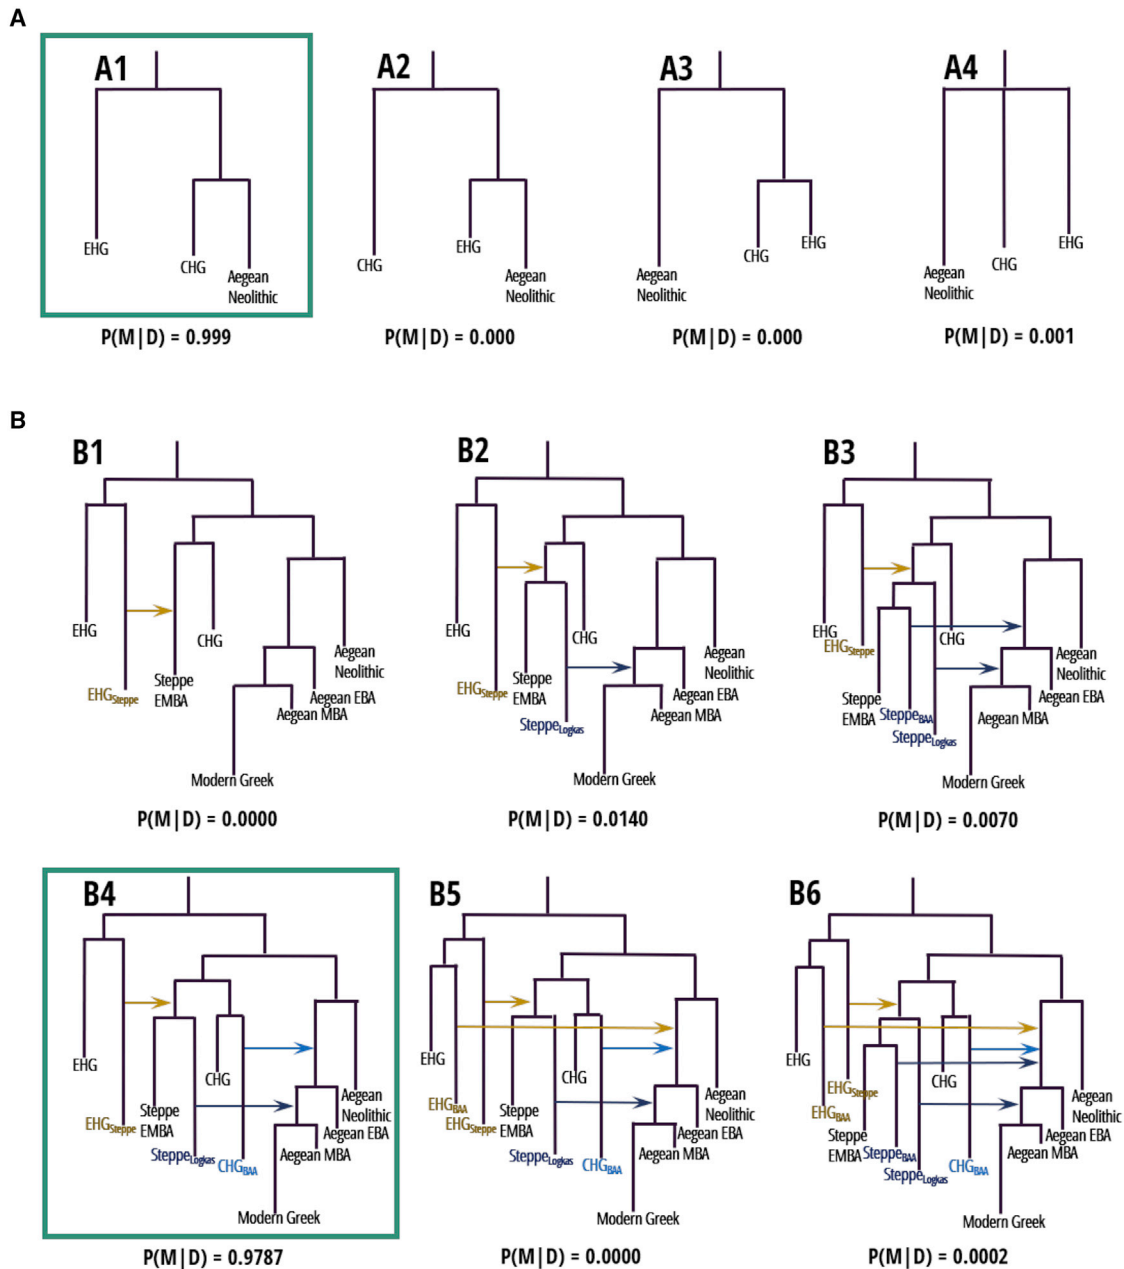 A
A1
EHG
CHG
Aegean
Neolithic
P(M|D) = 0.999
A2
CHG
EHG
Aegean
Neolithic
P(M|D) = 0.000
A3
Aegean
Neolithic
CHG
EHG
P(M|D) = 0.000
A4
Aegean
Neolithic
CHG
EHG
P(M|D) = 0.001
B
B1
EHG
EHGSteppe
Steppe
EMBA
CHG
Aegean
Neolithic
Aegean EBA
Aegean MBA
Modern Greek
P(M|D) = 0.0000
B2
EHG
EHGSteppe
Steppe
EMBA
SteppeLogkas
CHG
Aegean
Neolithic
Aegean EBA
Aegean MBA
Modern Greek
P(M|D) = 0.0140
B3
EHG
EHGSteppe
Steppe
EMBA
SteppeBAA
SteppeLogkas
CHG
Aegean
Neolithic
Aegean EBA
Aegean MBA
Modern Greek
P(M|D) = 0.0070
B4
EHG
EHGSteppe
Steppe
EMBA
SteppeLogkas
CHG
CHGBAA
Aegean
Neolithic
Aegean EBA
Aegean MBA
Modern Greek
P(M|D) = 0.9787
B5
EHG
EHGBAA
EHGSteppe
Steppe
EMBA
SteppeLogkas
CHG
CHGBAA
Aegean
Neolithic
Aegean EBA
Aegean MBA
Modern Greek
P(M|D) = 0.0000
B6
EHG
EHGSteppe
EHGBAA
Steppe
EMBA
SteppeBAA
SteppeLogkas
CHG
CHGBAA
Aegean
Neolithic
Aegean EBA
Aegean MBA
Modern Greek
P(M|D) = 0.0002